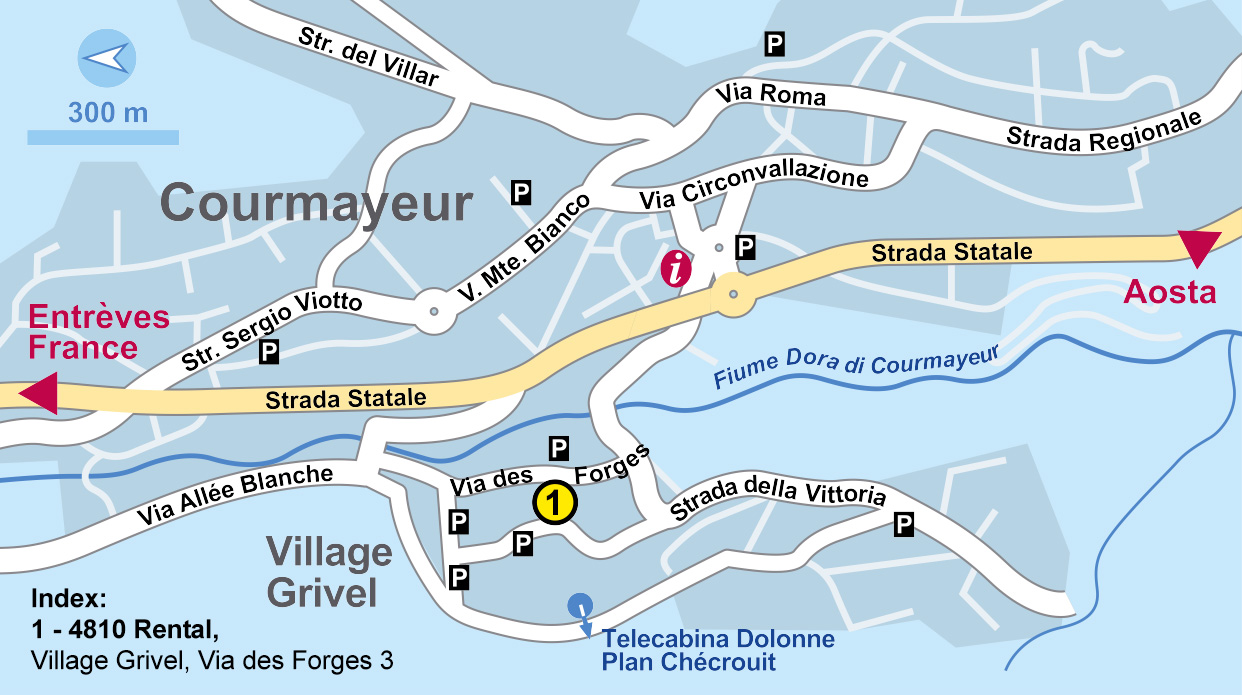 Str. del Villar
P
Via Roma
300 m
Strada Regionale
Courmayeur
P
Via Circonvallazione
V. Mte. Bianco
P
Strada Statale
i
Aosta
Entrèves
France
Str. Sergio Viotto
P
Fiume Dora di Courmayeur
Strada Statale
P
Via des Forges
Via Allée Blanche
1
Strada della Vittoria
P
P
P
Village
Grivel
P
Index:
1 - 4810 Rental,
Village Grivel, Via des Forges 3
Telecabina Dolonne
Plan Chécrouit